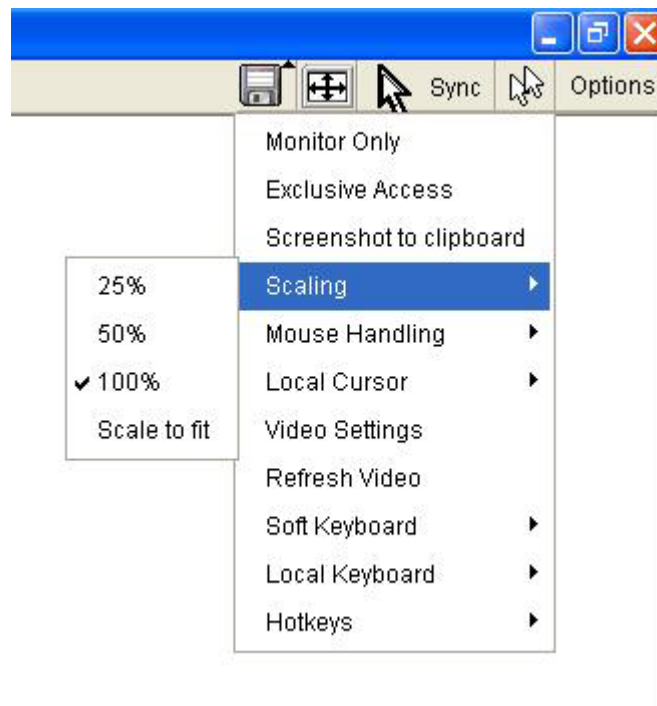 Sync
Options
Monitor Only
Exclusive Access
Screenshot to clipboard
Scaling
25%
50%
100%
Scale to fit
Mouse Handling
Local Cursor
Video Settings
Refresh Video
Soft Keyboard
Local Keyboard
Hotkeys